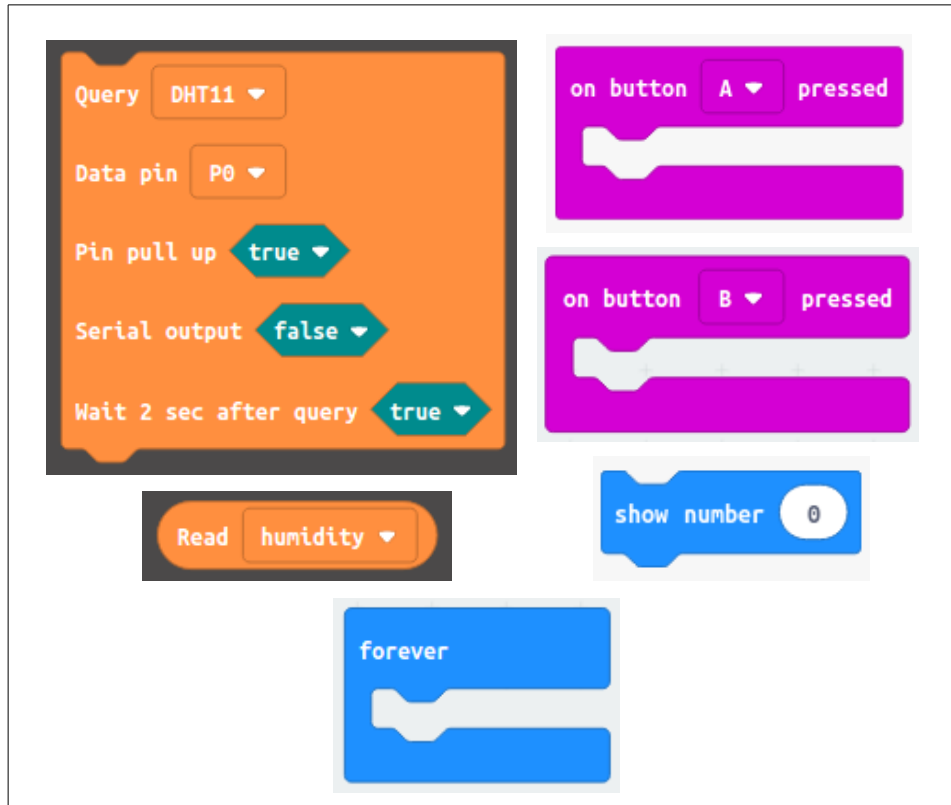 Query DHT11
Data pin P0
Pin pull up true
Serial output false
Wait 2 sec after query true
on button A pressed
on button B pressed
Read humidity
show number 0
forever